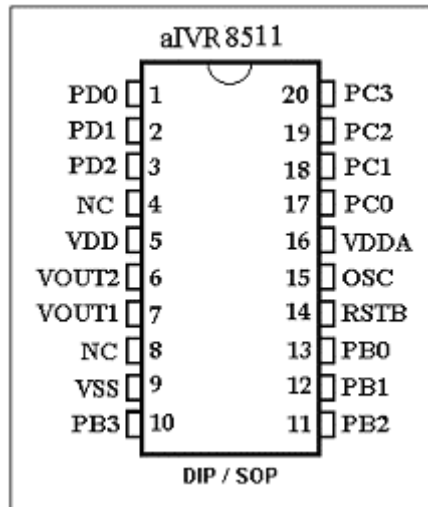 aIVR8511
PD0 1 20 PC3
PD1 2 19 PC2
PD2 3 18 PC1
NC 4 17 PC0
VDD 5 16 VDDA
VOUT2 6 15 OSC
VOUT1 7 14 RSTB
NC 8 13 PB0
VSS 9 12 PB1
PB3 10 11 PB2
DIP / SOP